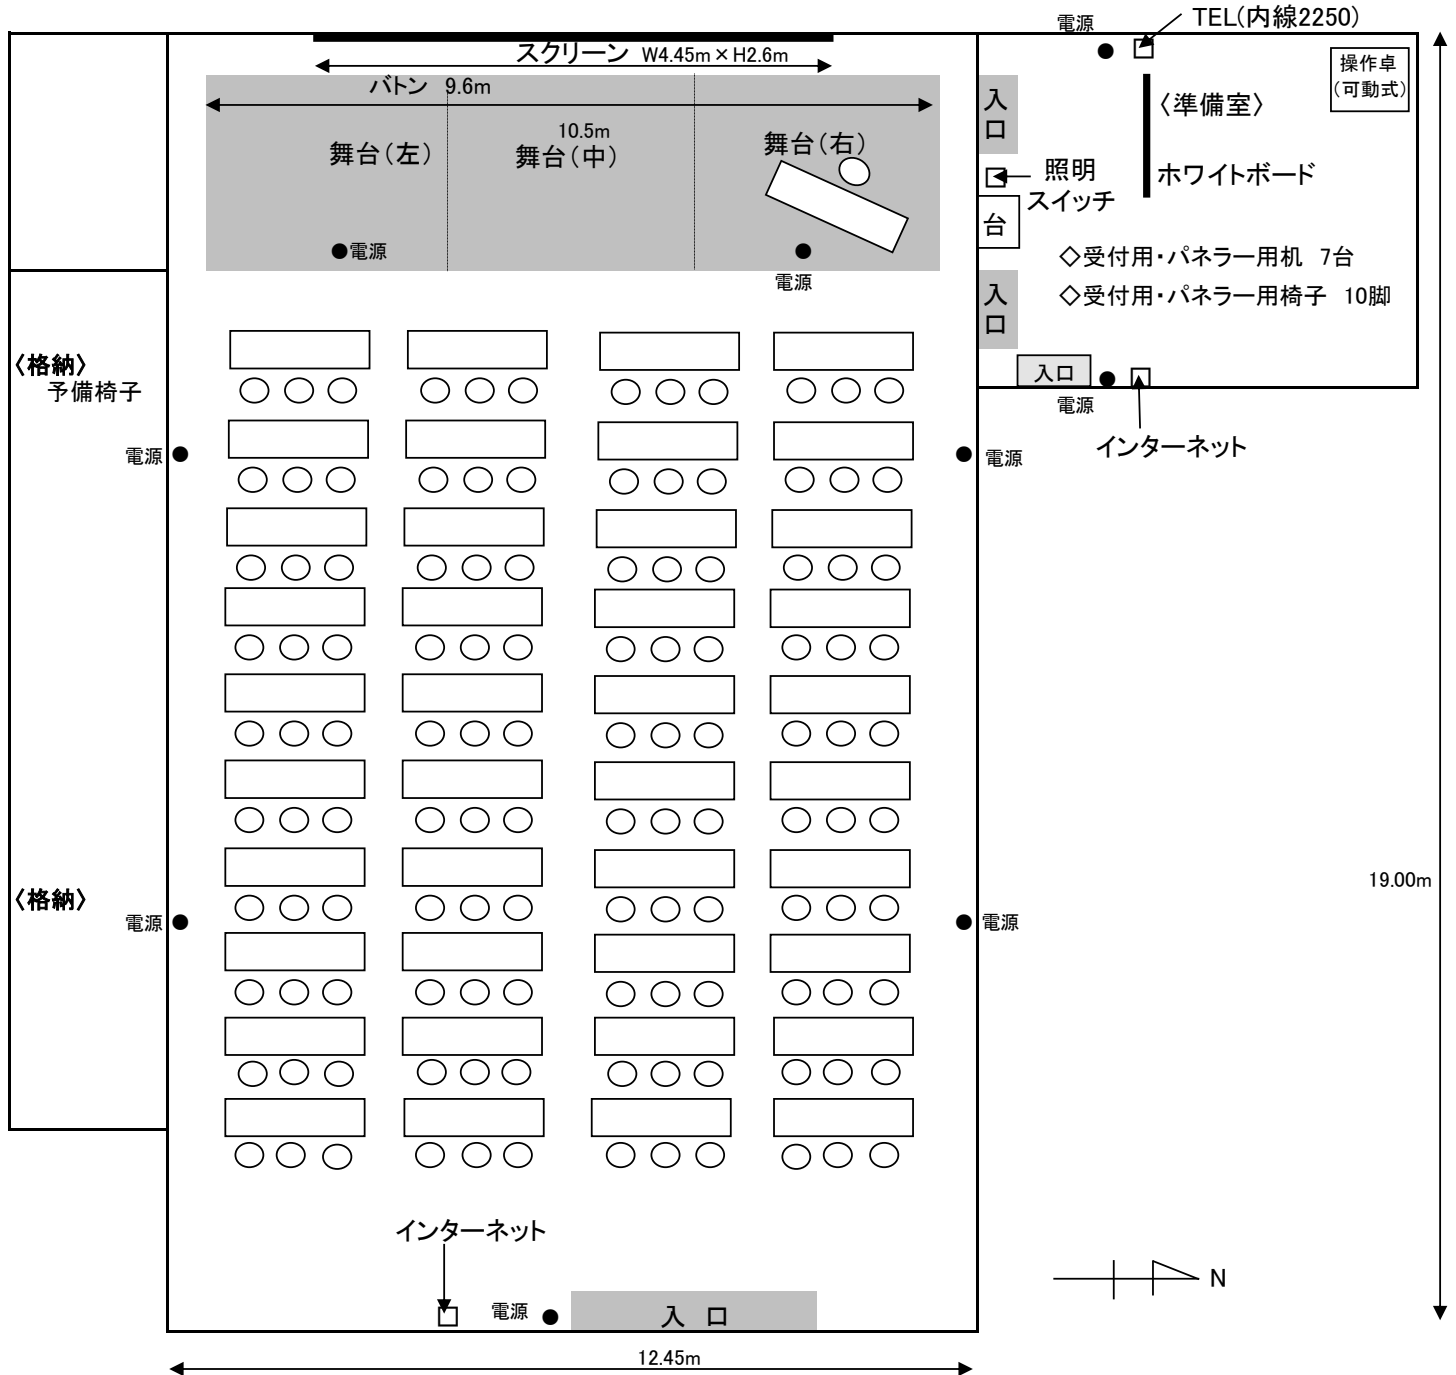 電源
TEL(内線2250)
スクリーン W4.45m×H2.6m
バトン 9.6m
10.5m
舞台(左)
舞台(中)
舞台(右)
●電源
電源
入口
照明
スイッチ
台
入口
〈準備室〉
ホワイトボード
操作卓
(可動式)
◇受付用・パネラー用机 7台
◇受付用・パネラー用椅子 10脚
入口
電源
インターネット
〈格納〉
予備椅子
電源
電源
〈格納〉
電源
電源
19.00m
インターネット
電源
入 口
N
12.45m